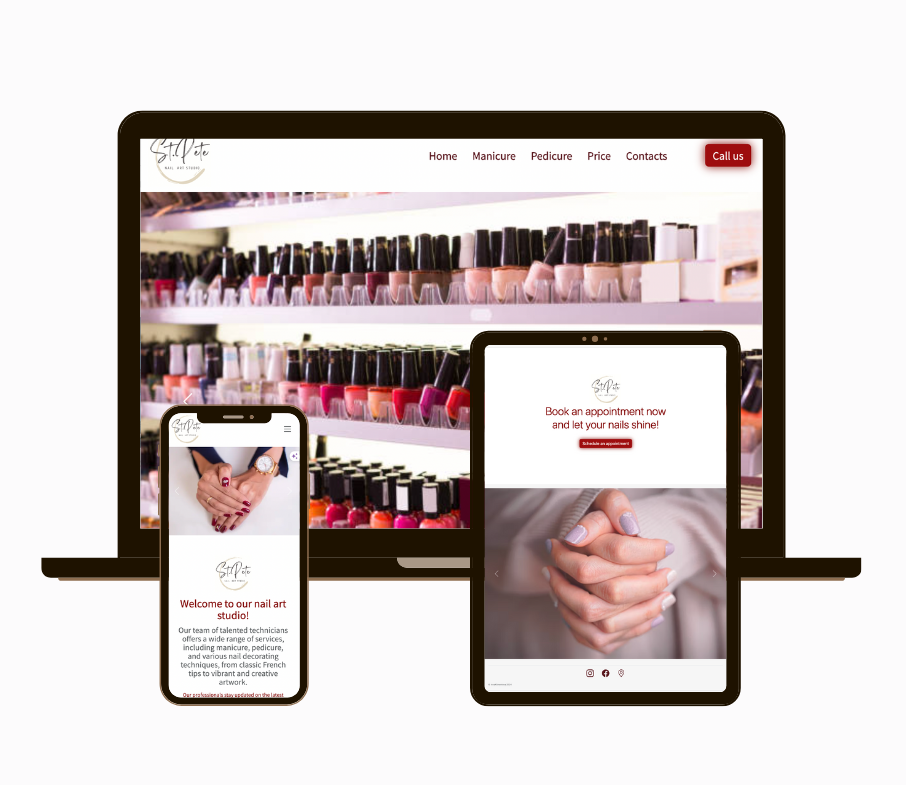 St.Pete
NAIL ART STUDIO
Home Manicure Pedicure Price Contacts Call us
St.Pete
St.Pete
Welcome to our nail art
studio!
Our team of talented technicians
offers a wide range of services,
including manicure, pedicure,
and various nail decorating
techniques, from classic French
tips to vibrant and creative
artwork.
Our professionals stay updated on the latest
St.Pete
Book an appointment now
and let your nails shine!
Schedule an appointment